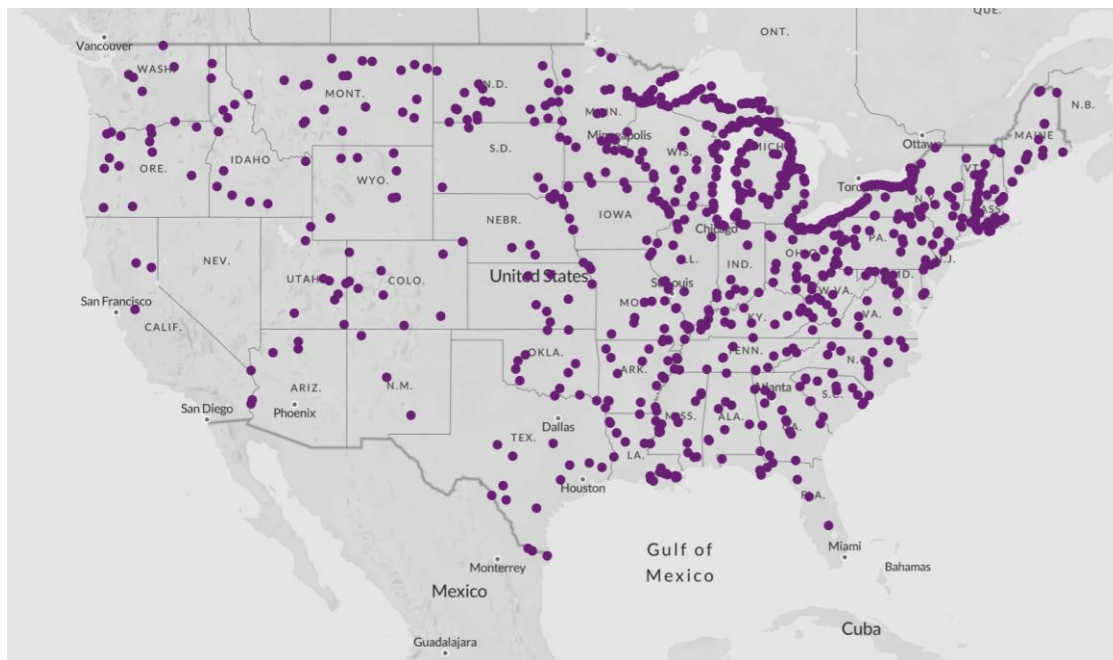 QUE.
ONT.
Vancouver
WASH.
MONT.
N.D.
MINN.
N.B.
MAINE
Ottawa
Minneapolis
S.D.
WIS.
MICH.
VT.
ORE.
IDAHO
WYO.
Toronto
N.Y.
MASS.
NEBR.
IOWA
Chicago
PA.
NEV.
UTAH
COLO.
United States
ILL.
IND.
OHIO
N.J.
MD.
San Francisco
CALIF.
MO.
St Louis
W.VA.
KY.
VA.
OKLA.
TENN.
N.C.
ARIZ.
N.M.
ARK.
Atlanta
S.C.
San Diego
Phoenix
Dallas
MISS.
ALA.
GA.
TEX.
LA.
Houston
FLA.
Gulf of
Mexico
Miami
Bahamas
Monterrey
Mexico
Cuba
Guadalajara